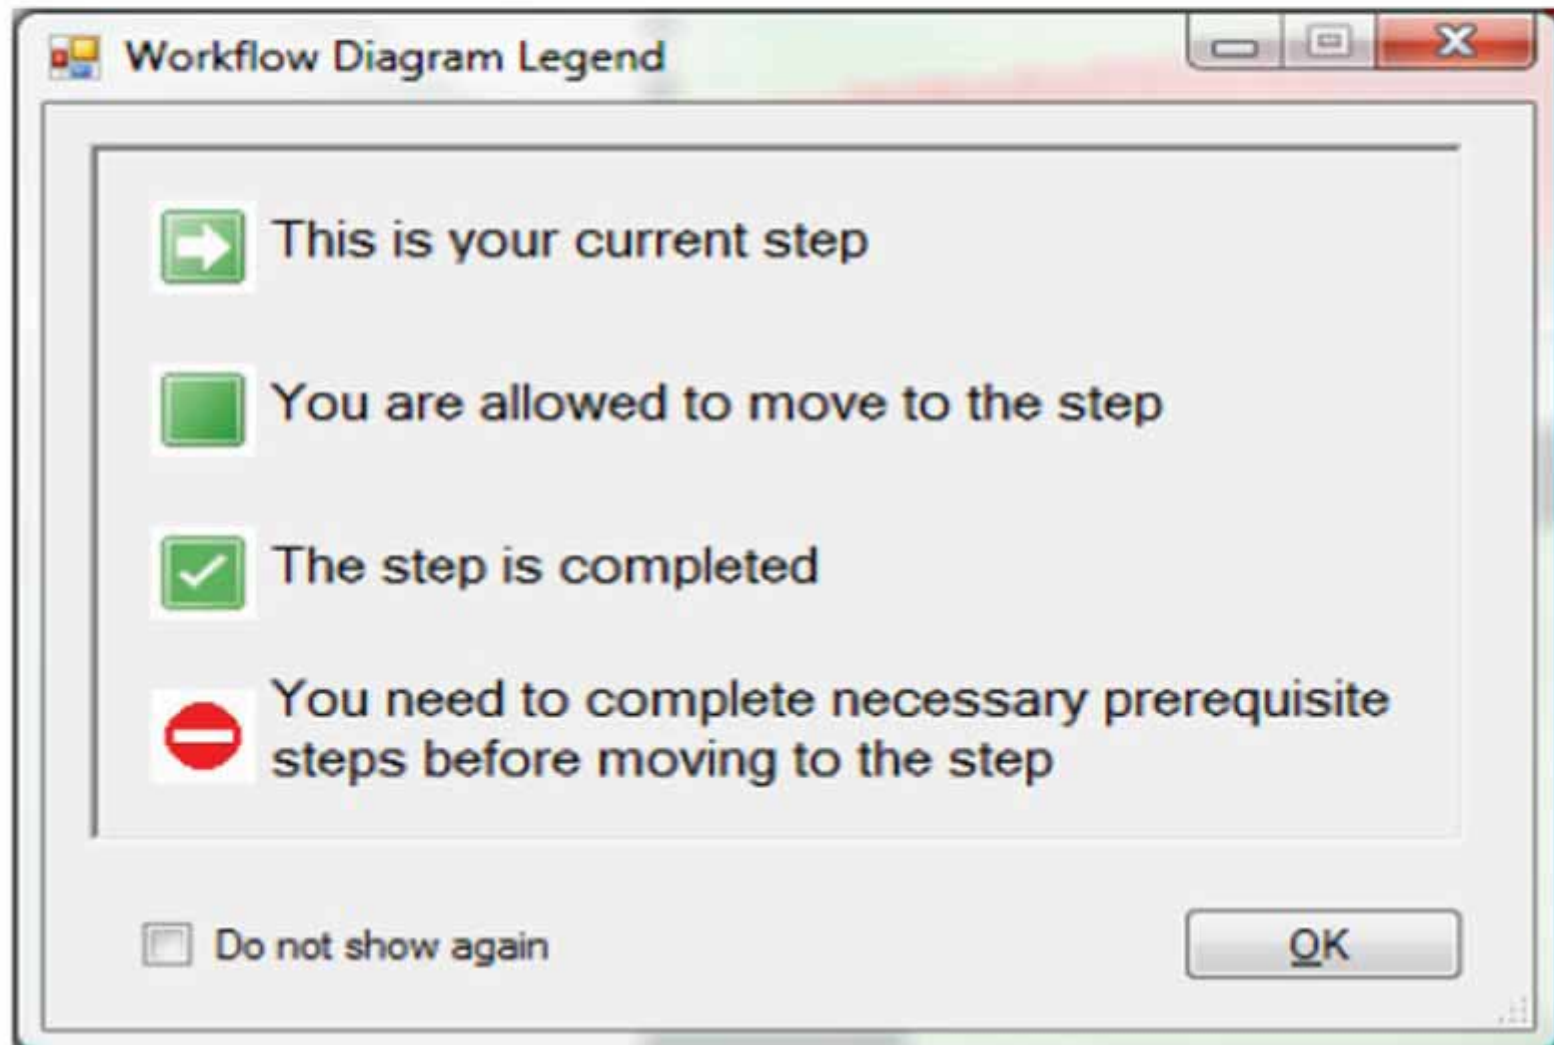 Workflow Diagram Legend
This is your current step
You are allowed to move to the step
The step is completed
You need to complete necessary prerequisite
steps before moving to the step
Do not show again
OK